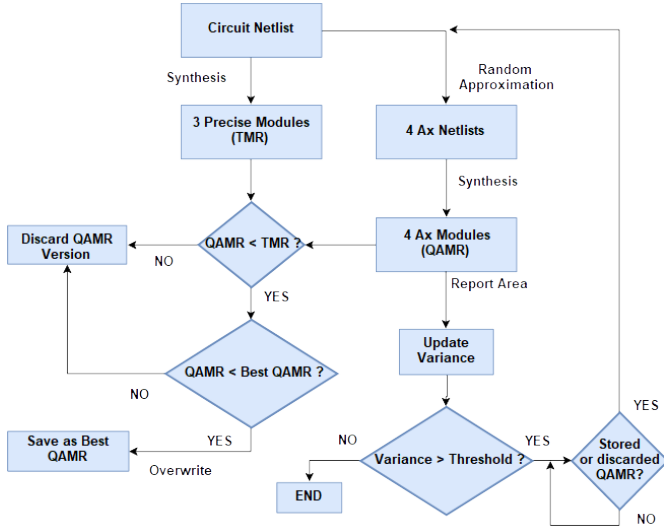 Circuit Netlist
Synthesis
Random
Approximation
3 Precise Modules
(TMR)
4 Ax Netlists
Synthesis
Discard QAMR
Version
NO
QAMR < TMR ?
4 Ax Modules
(QAMR)
YES
Report Area
Update
Variance
QAMR < Best QAMR ?
NO
YES
Save as Best
QAMR
YES
Overwrite
NO
Variance > Threshold ?
YES
Stored
or discarded
QAMR?
END
NO